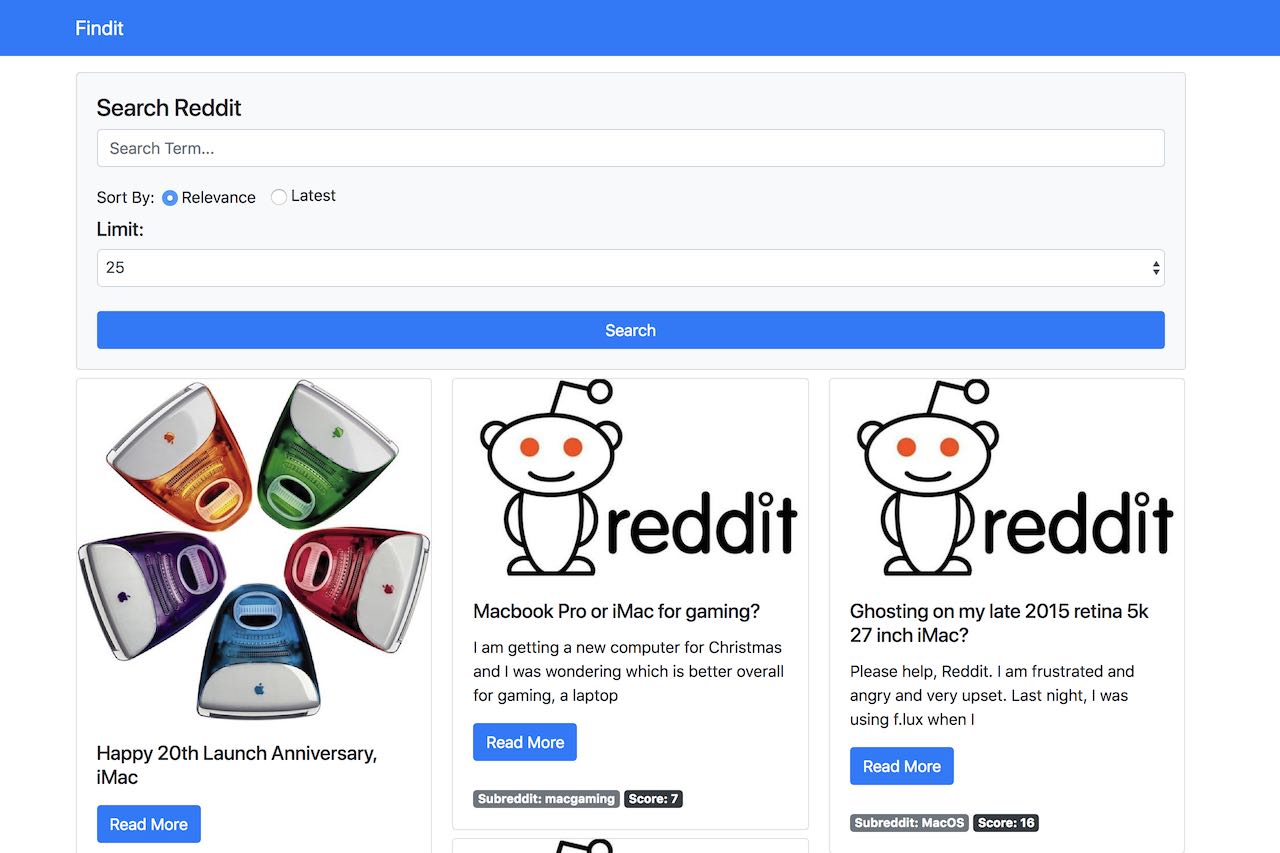 Findit
Search Reddit
Search Term...
Sort By: Relevance Latest
Limit:
25
Search
Happy 20th Launch Anniversary,
iMac
Read More
reddit
Macbook Pro or iMac for gaming?
I am getting a new computer for Christmas
and I was wondering which is better overall
for gaming, a laptop
Read More
Subreddit: macgaming Score: 7
reddit
Ghosting on my late 2015 retina 5k
27 inch iMac?
Please help, Reddit. I am frustrated and
angry and very upset. Last night, I was
using f.lux when I
Read More
Subreddit: MacOS Score: 16